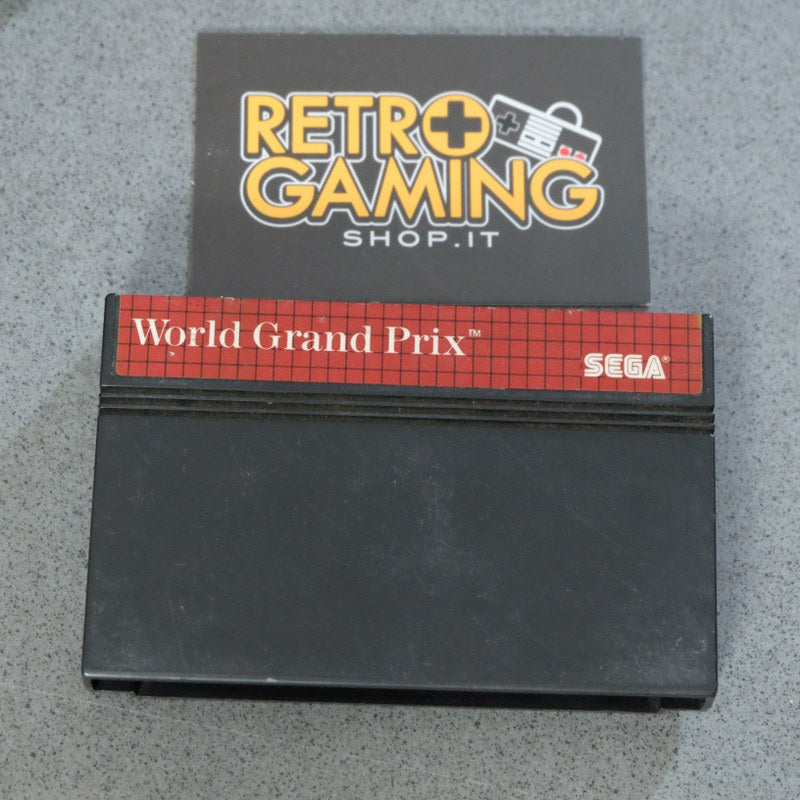 RETRO
GAMING
SHOP.IT
World Grand Prix™
SEGA®